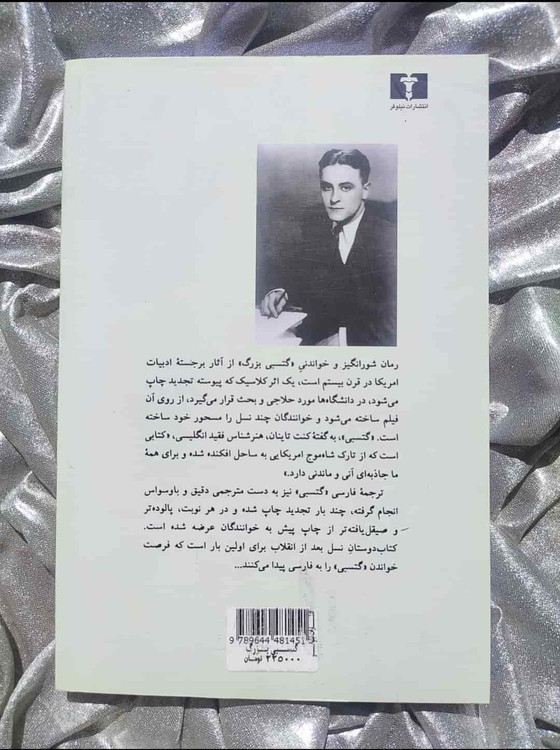 انتشارات نیلوفر
رمان شورانگیز و خواندنیِ «گتسبی بزرگ» از آثار برجستهٔ ادبیات
امریکا در قرن بیستم است، یک اثر کلاسیک که پیوسته تجدید چاپ
می‌شود، در دانشگاه‌ها مورد حلاجی و بحث قرار می‌گیرد، از روی آن
فیلم ساخته می‌شود و خوانندگان چند نسل را مسحور خود ساخته
است. «گتسبی»، به گفتهٔ کنت تاینان، هنرشناس فقید انگلیسی، «کتابی
است که از تارک شاه‌موج امریکایی به ساحل افکنده شده و برای همهٔ
ما جاذبه‌ای آنی و ماندنی دارد.»
ترجمهٔ فارسی «گتسبی» نیز به دست مترجمی دقیق و باوسواس
انجام گرفته، چند بار تجدید چاپ شده و در هر نوبت، پالوده‌تر
و صیقل‌یافته‌تر از چاپ پیش به خوانندگان عرضه شده است.
کتاب‌دوستانِ نسل بعد از انقلاب برای اولین بار است که فرصت
خواندن «گتسبی» را به فارسی پیدا می‌کنند...
9 789644 481451
گتسبی بزرگ
۲۲۵۰۰۰ تومان